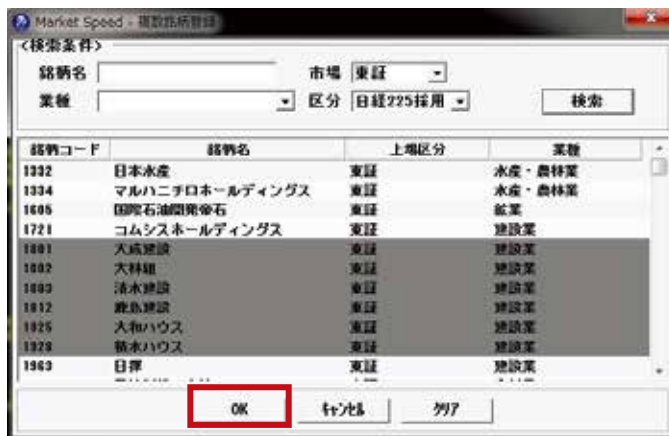 Market Speed - 複数銘柄登録
<検索条件>
銘柄名 市場 東証
業種 区分 日経225採用 検索
銘柄コード 銘柄名 上場区分 業種
1332 日本水産 東証 水産・農林業
1334 マルハニチロホールディングス 東証 水産・農林業
1605 国際石油開発帝石 東証 鉱業
1721 コムシスホールディングス 東証 建設業
1801 大成建設 東証 建設業
1802 大林組 東証 建設業
1803 清水建設 東証 建設業
1812 鹿島建設 東証 建設業
1925 大和ハウス 東証 建設業
1928 積水ハウス 東証 建設業
1963 日揮 東証 建設業
OK キャンセル クリア